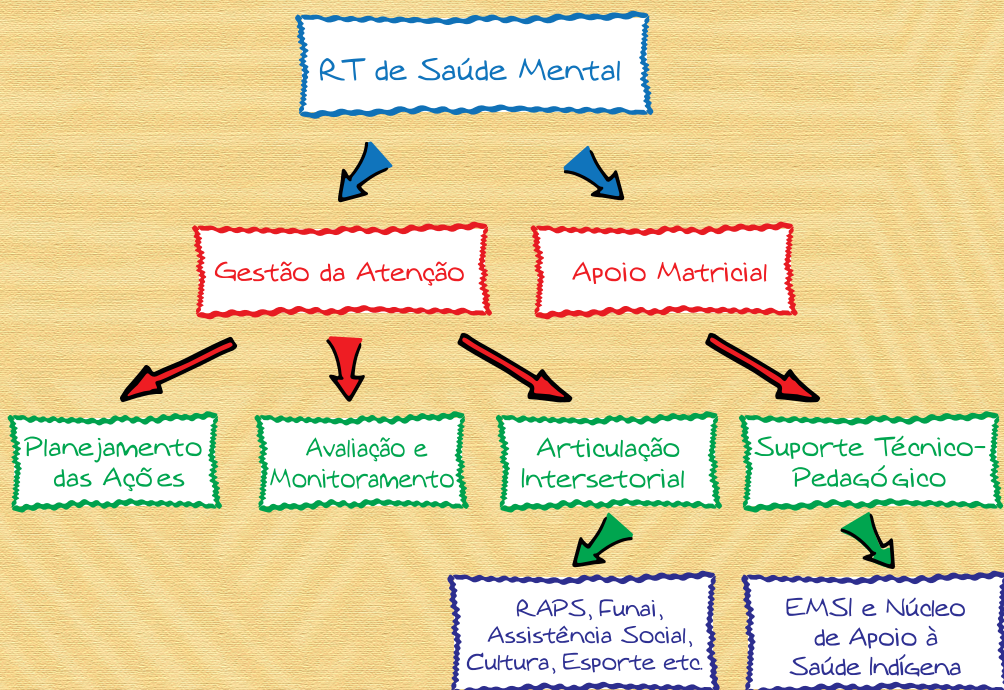 RT de Saúde Mental
Gestão da Atenção
Apoio Matricial
Planejamento
das Ações
Avaliação e
Monitoramento
Articulação
Intersetorial
Suporte Técnico-
Pedagógico
RAPS, Funai,
Assistência Social,
Cultura, Esporte etc.
EMSI e Núcleo
de Apoio à
Saúde Indígena